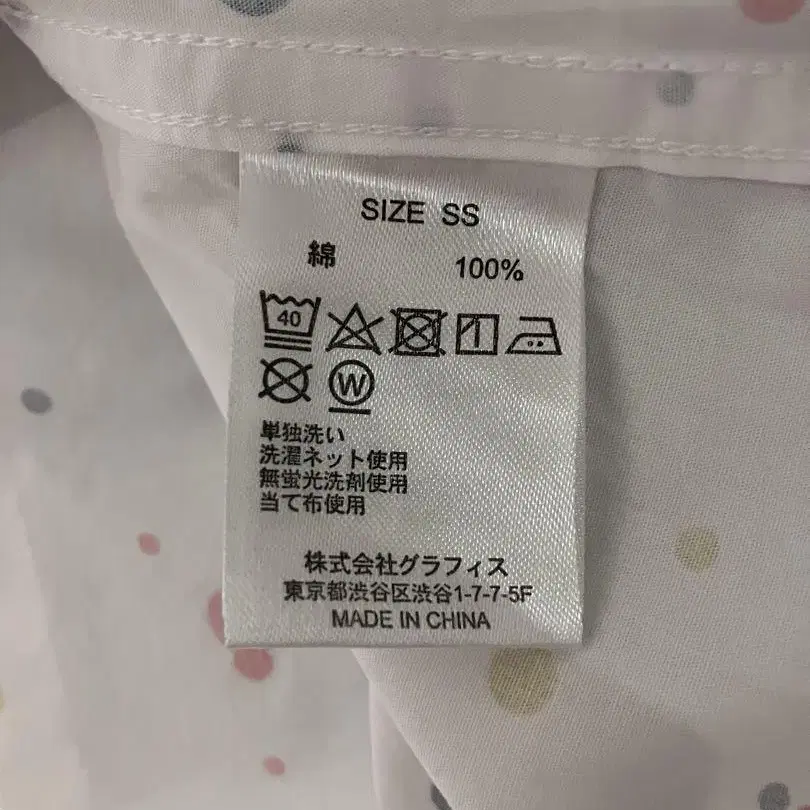 SIZE SS
綿 100%
40
W
単独洗い
洗濯ネット使用
無蛍光洗剤使用
当て布使用
株式会社グラフィス
東京都渋谷区渋谷1-7-7-5F
MADE IN CHINA